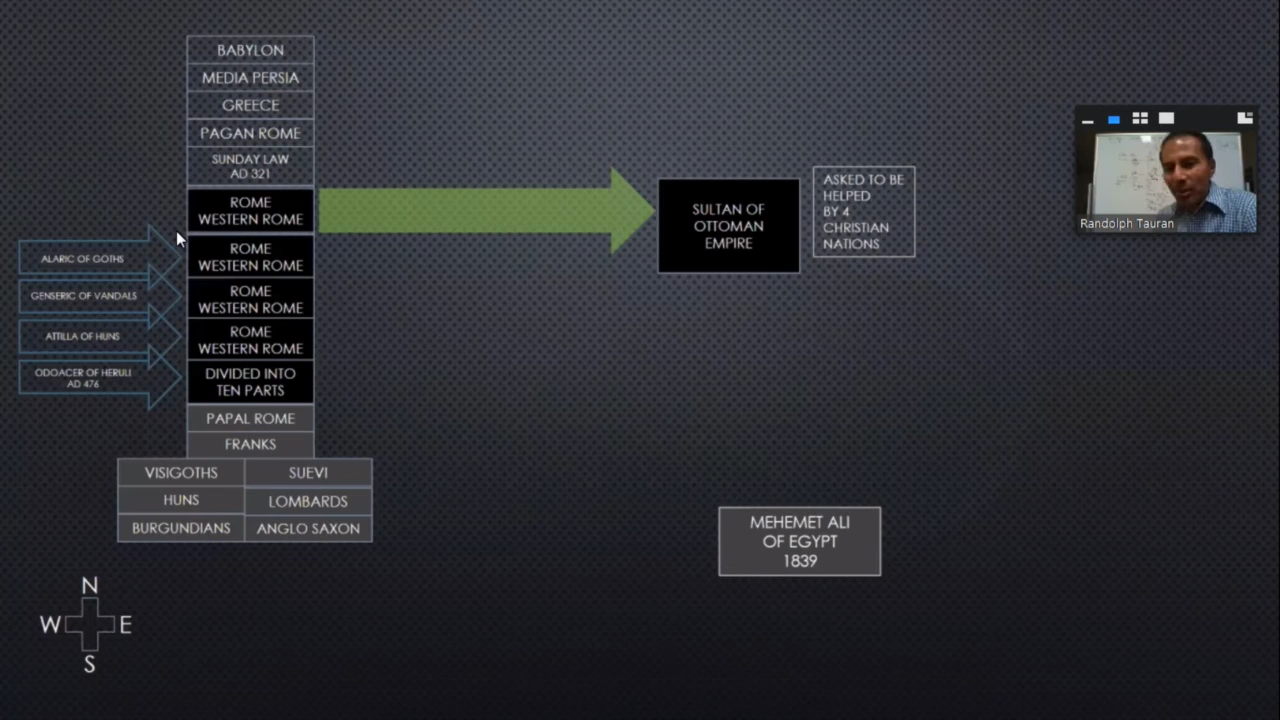 BABYLON
MEDIA PERSIA
GREECE
PAGAN ROME
SUNDAY LAW
AD 321
ROME
WESTERN ROME
ROME
WESTERN ROME
ROME
WESTERN ROME
ROME
WESTERN ROME
DIVIDED INTO
TEN PARTS
PAPAL ROME
FRANKS
VISIGOTHS
SUEVI
HUNS
LOMBARDS
BURGUNDIANS
ANGLO SAXON
ALARIC OF GOTHS
GENSERIC OF VANDALS
ATTILLA OF HUNS
ODOACER OF HERULI
AD 476
N
W
E
S
SULTAN OF
OTTOMAN
EMPIRE
ASKED TO BE
HELPED
BY 4
CHRISTIAN
NATIONS
MEHEMET ALI
OF EGYPT
1839
Randolph Tauran